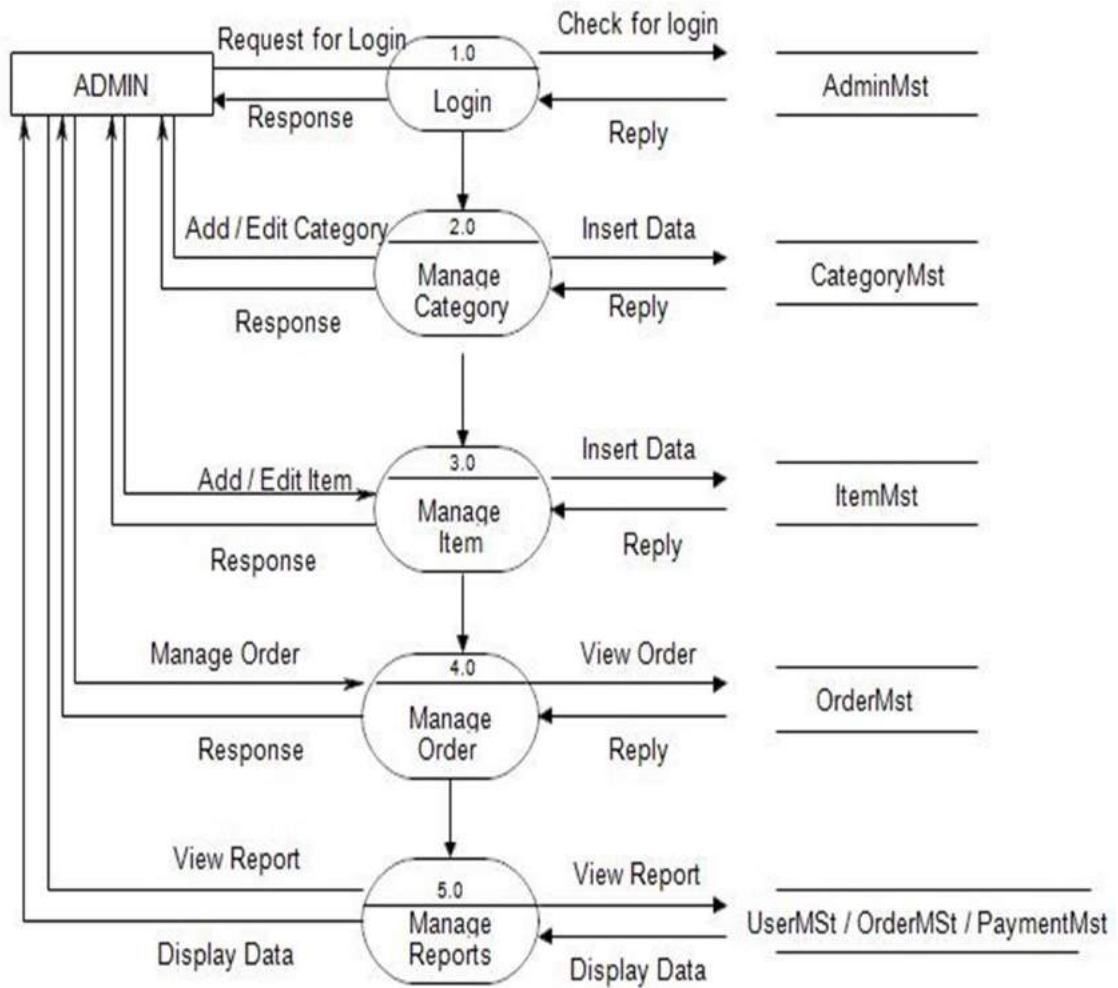 Request for Login
Check for login
ADMIN
1.0
Login
AdminMst
Response
Reply
Add / Edit Category
2.0
Insert Data
Manage
Category
CategoryMst
Response
Reply
Add / Edit Item
3.0
Insert Data
Manage
Item
ItemMst
Response
Reply
Manage Order
4.0
View Order
Manage
Order
OrderMst
Response
Reply
View Report
5.0
View Report
Manage
Reports
UserMSt / OrderMSt / PaymentMst
Display Data
Display Data